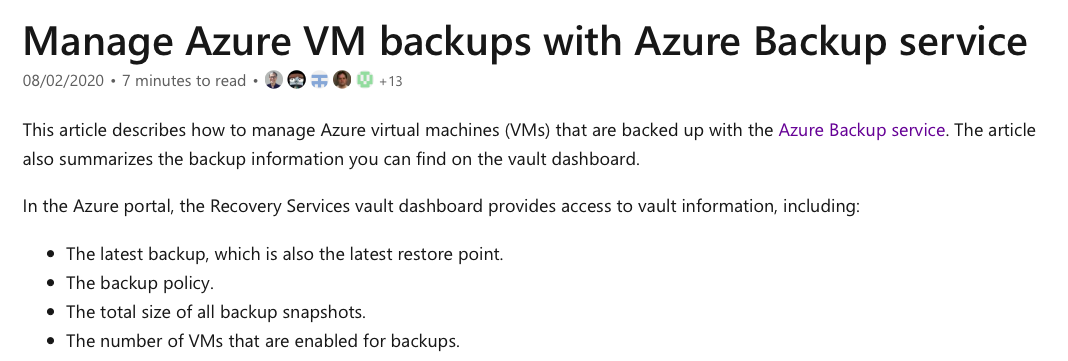 Manage Azure VM backups with Azure Backup service
08/02/2020 • 7 minutes to read • +13
This article describes how to manage Azure virtual machines (VMs) that are backed up with the Azure Backup service. The article
also summarizes the backup information you can find on the vault dashboard.
In the Azure portal, the Recovery Services vault dashboard provides access to vault information, including:
• The latest backup, which is also the latest restore point.
• The backup policy.
• The total size of all backup snapshots.
• The number of VMs that are enabled for backups.